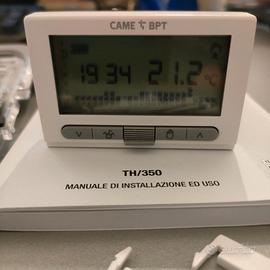 CAME BPT
19 34 21.2 °C
TH/350
MANUALE DI INSTALLAZIONE ED USO